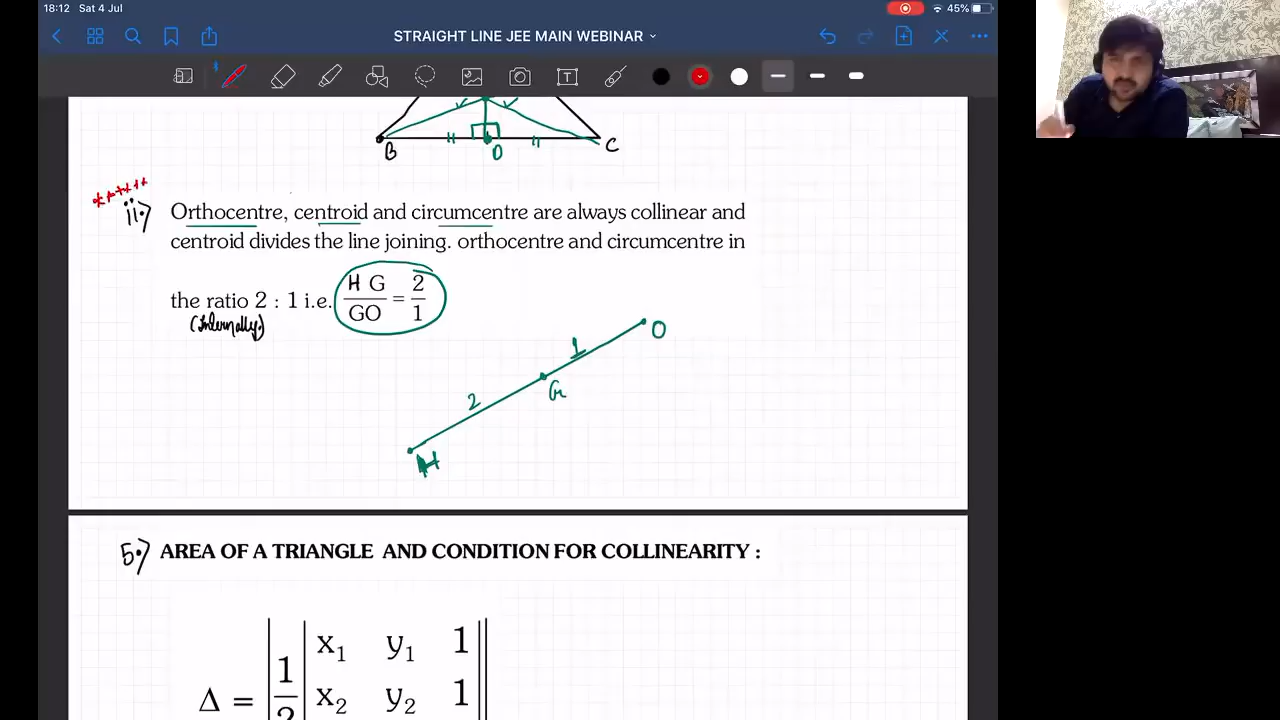 18:12 Sat 4 Jul
45%
STRAIGHT LINE JEE MAIN WEBINAR
T
B
D
C
ii.)
Orthocentre, centroid and circumcentre are always collinear and
centroid divides the line joining. orthocentre and circumcentre in
the ratio 2 : 1 i.e. HG/GO = 2/1
(Internally.)
O
1
G
2
H
5.) AREA OF A TRIANGLE AND CONDITION FOR COLLINEARITY :
x₁ y₁ 1
Δ = 1/2
x₂ y₂ 1